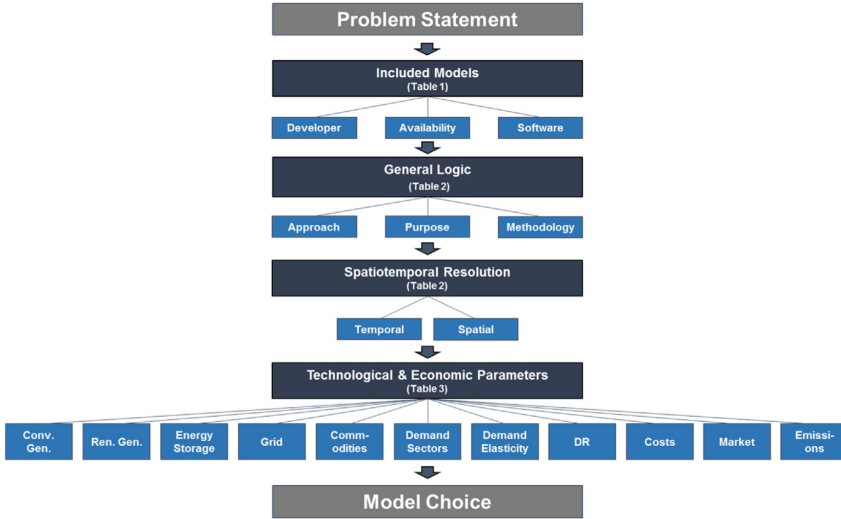 Problem Statement
Included Models
(Table 1)
Developer
Availability
Software
General Logic
(Table 2)
Approach
Purpose
Methodology
Spatiotemporal Resolution
(Table 2)
Temporal
Spatial
Technological & Economic Parameters
(Table 3)
Conv.
Gen.
Ren. Gen.
Energy
Storage
Grid
Comm-
odities
Demand
Sectors
Demand
Elasticity
DR
Costs
Market
Emissi-
ons
Model Choice